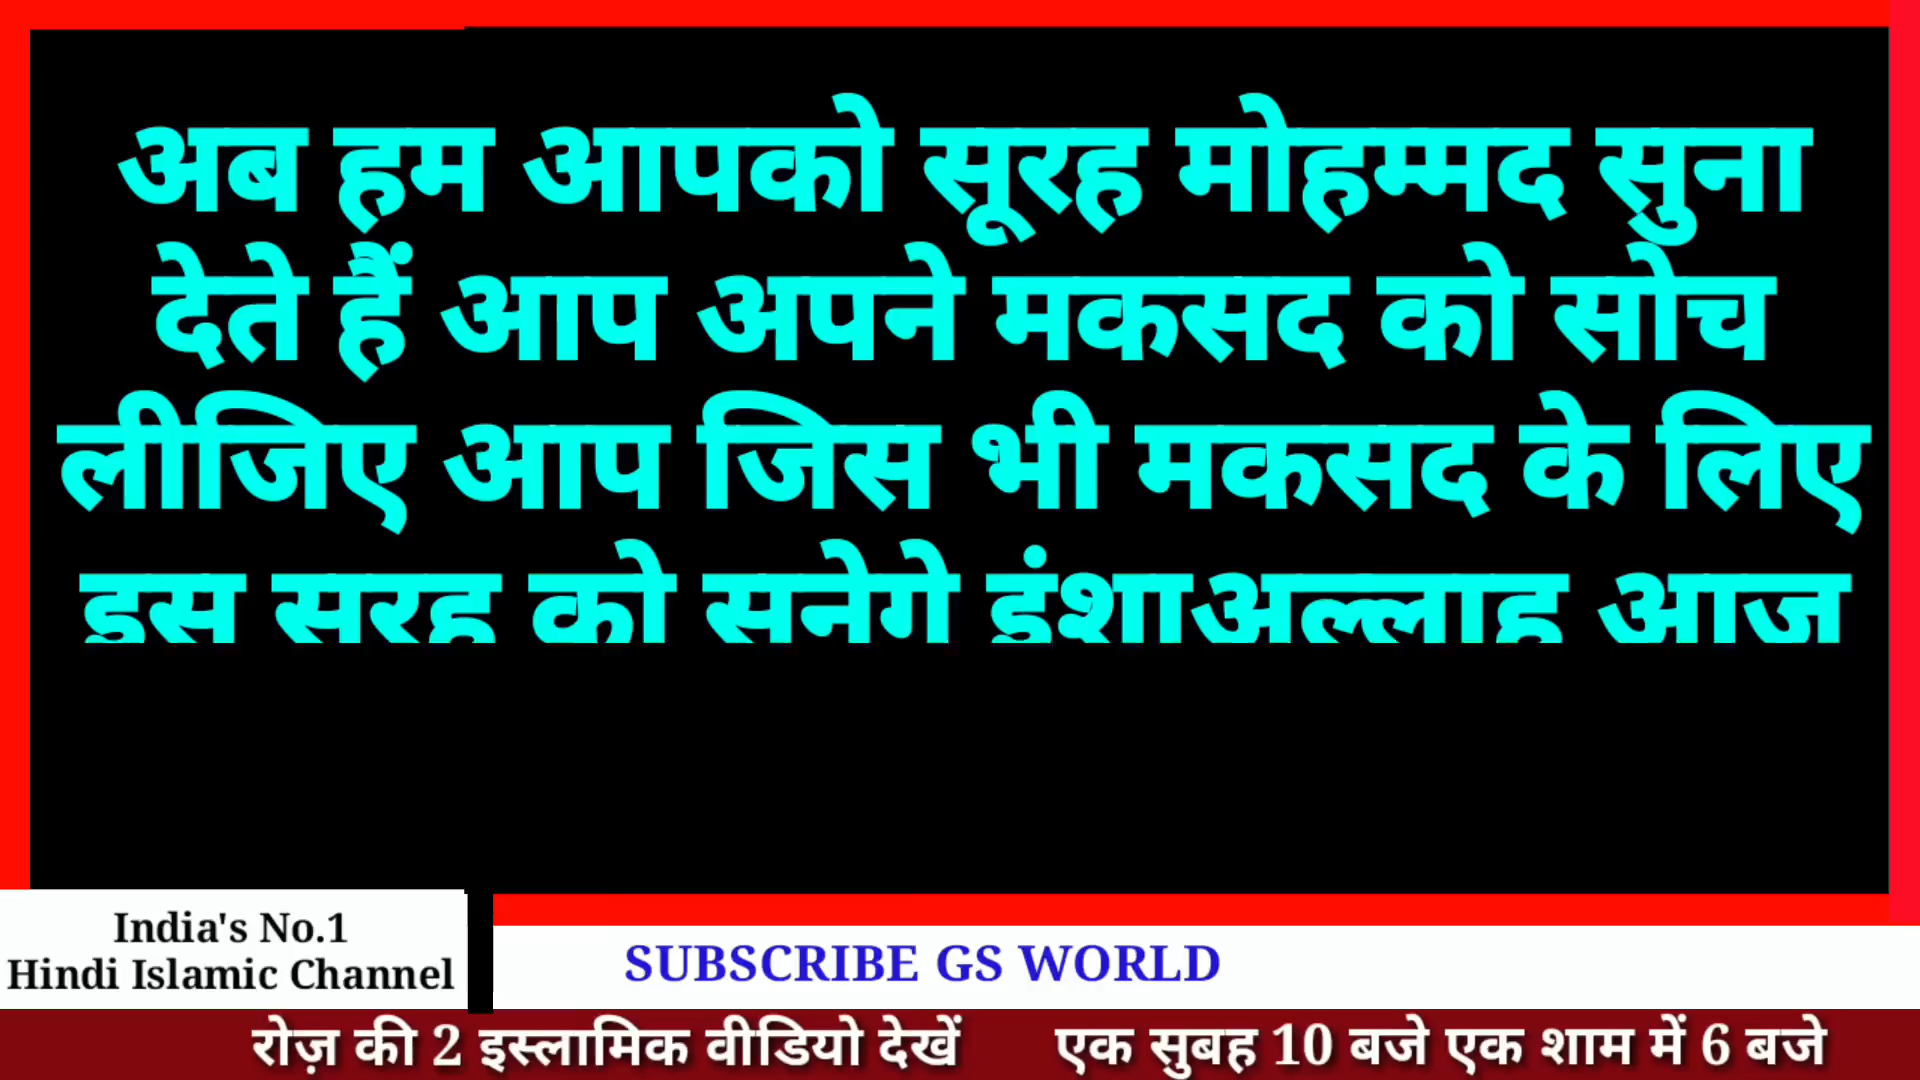 अब हम आपको सूरह मोहम्मद सुना
देते हैं आप अपने मकसद को सोच
लीजिए आप जिस भी मकसद के लिए
इस सूरह को सुनेगे इंशाअल्लाह आज
India's No.1
Hindi Islamic Channel
SUBSCRIBE GS WORLD
रोज़ की 2 इस्लामिक वीडियो देखें एक सुबह 10 बजे एक शाम में 6 बजे